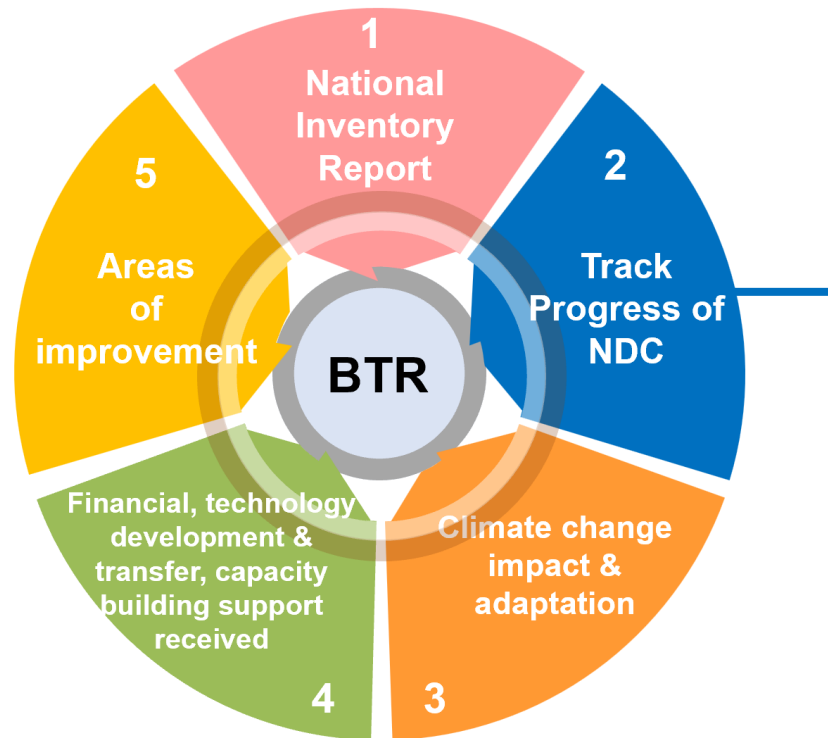 1
National
Inventory
Report
2
Track
Progress of
NDC
3
Climate change
impact &
adaptation
4
Financial, technology
development &
transfer, capacity
building support
received
5
Areas
of
improvement
BTR